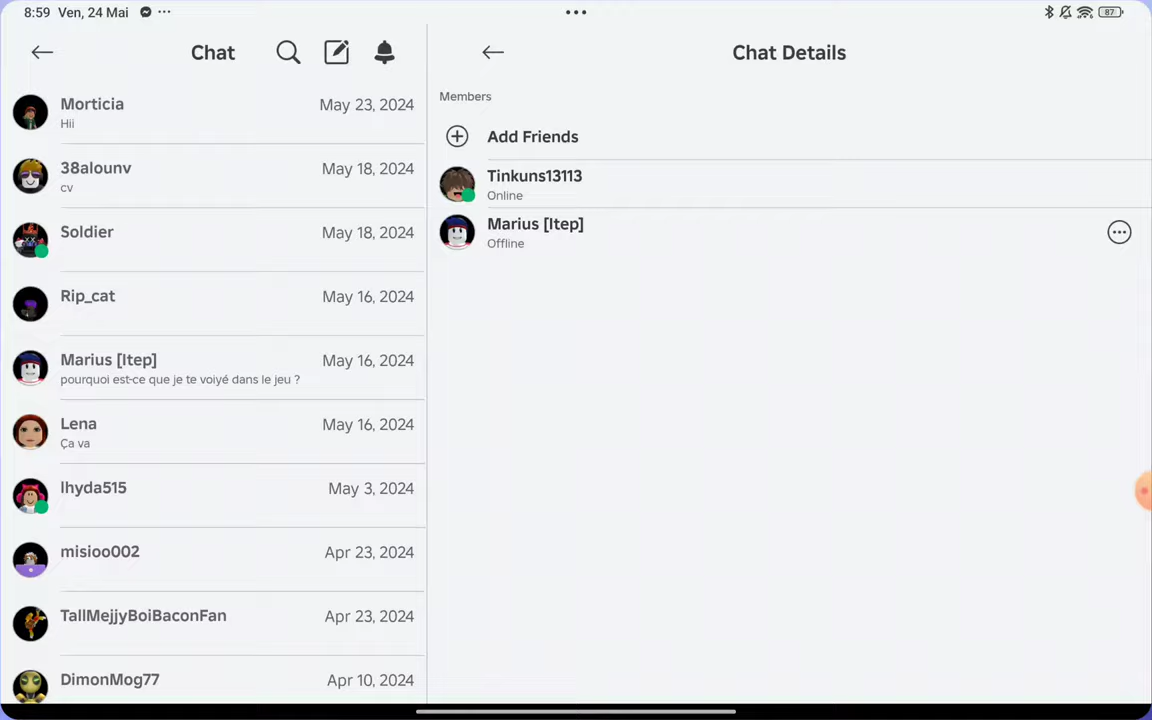 8:59 Ven, 24 Mai
87
Chat
Morticia May 23, 2024
Hii
38alounv May 18, 2024
cv
Soldier May 18, 2024
Rip_cat May 16, 2024
Marius [Itep] May 16, 2024
pourquoi est-ce que je te voiyé dans le jeu ?
Lena May 16, 2024
Ça va
lhyda515 May 3, 2024
misioo002 Apr 23, 2024
TallMejjyBoiBaconFan Apr 23, 2024
DimonMog77 Apr 10, 2024
Chat Details
Members
Add Friends
Tinkuns13113
Online
Marius [Itep]
Offline